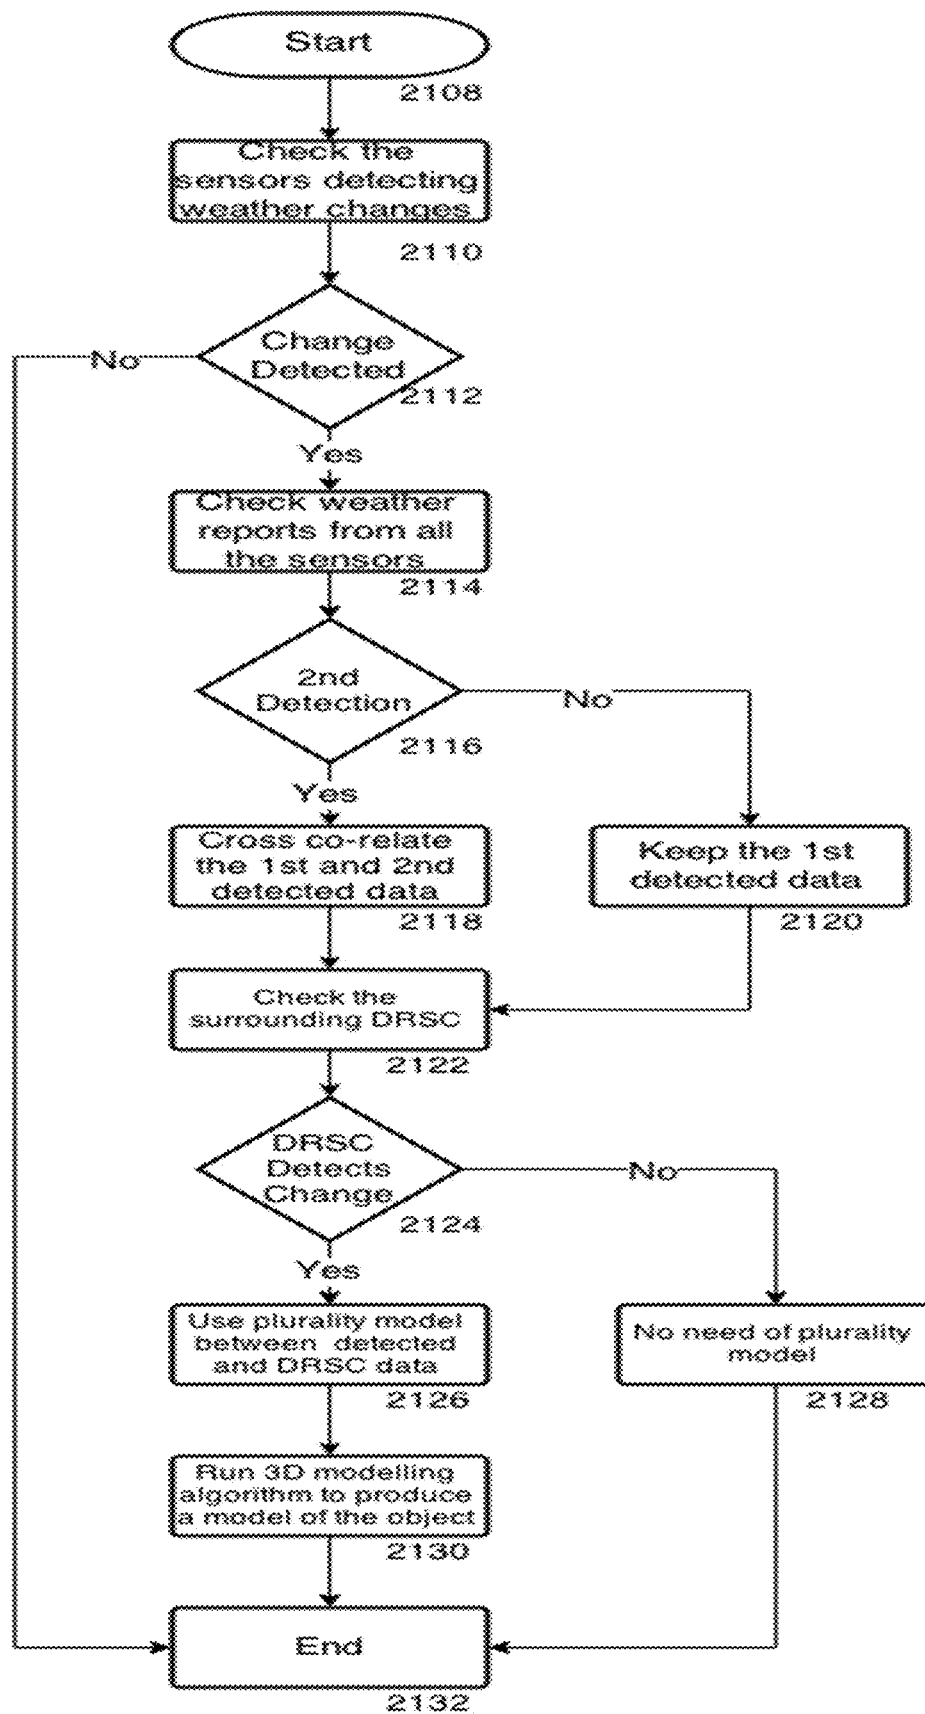 Start
2108
Check the
sensors detecting
weather changes
2110
Change
Detected
2112
No
Yes
Check weather
reports from all
the sensors
2114
2nd
Detection
2116
No
Yes
Cross co-relate
the 1st and 2nd
detected data
2118
Keep the 1st
detected data
2120
Check the
surrounding DRSC
2122
DRSC
Detects
Change
2124
No
Yes
Use plurality model
between detected
and DRSC data
2126
No need of plurality
model
2128
Run 3D modelling
algorithm to produce
a model of the object
2130
End
2132